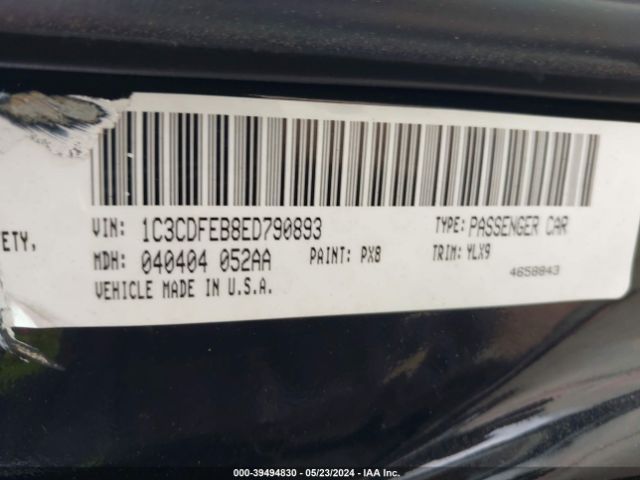 ETY,
VIN: 1C3CDFEB8ED790893 TYPE: PASSENGER CAR
MDH: 040404 052AA PAINT: PX8 TRIM: YLX9
VEHICLE MADE IN U.S.A. 4658843
000-39494830 - 05/23/2024 - IAA Inc.